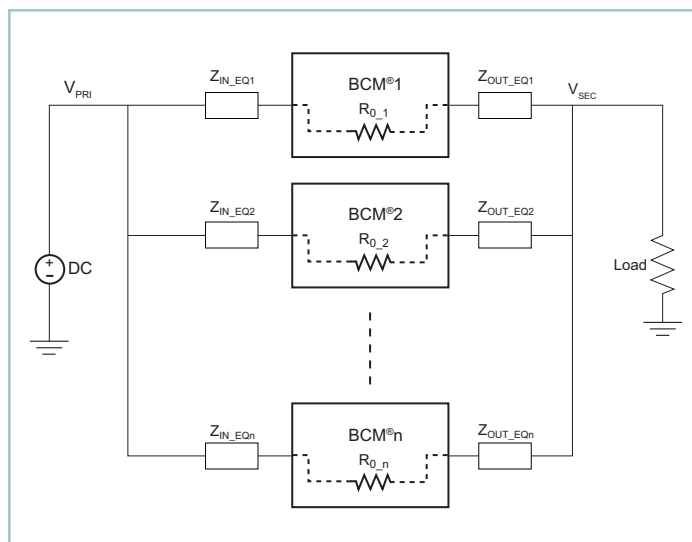 V_PRI
Z_IN_EQ1
BCM®1
R_0_1
Z_OUT_EQ1
V_SEC
Z_IN_EQ2
BCM®2
R_0_2
Z_OUT_EQ2
+
–
DC
Load
Z_IN_EQn
BCM®n
R_0_n
Z_OUT_EQn